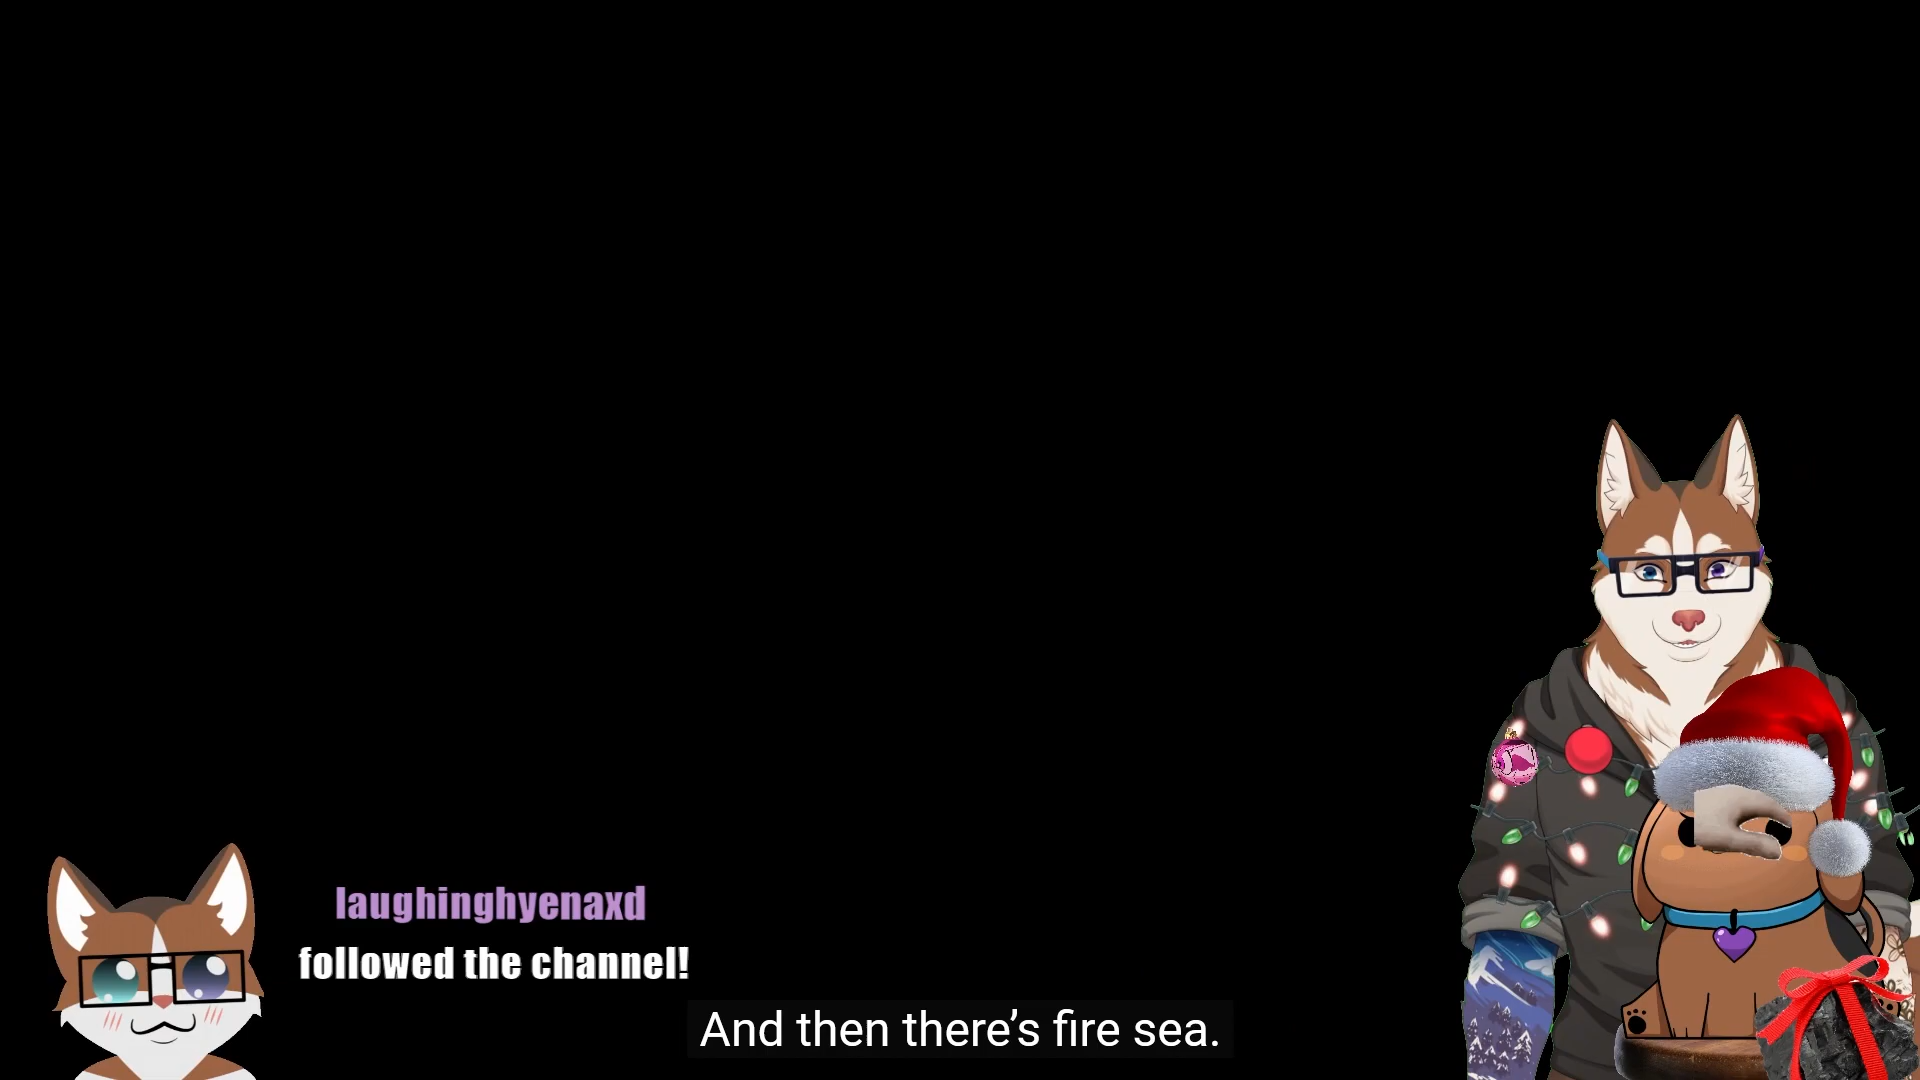 laughinghyenaxd
followed the channel!
And then there’s fire sea.